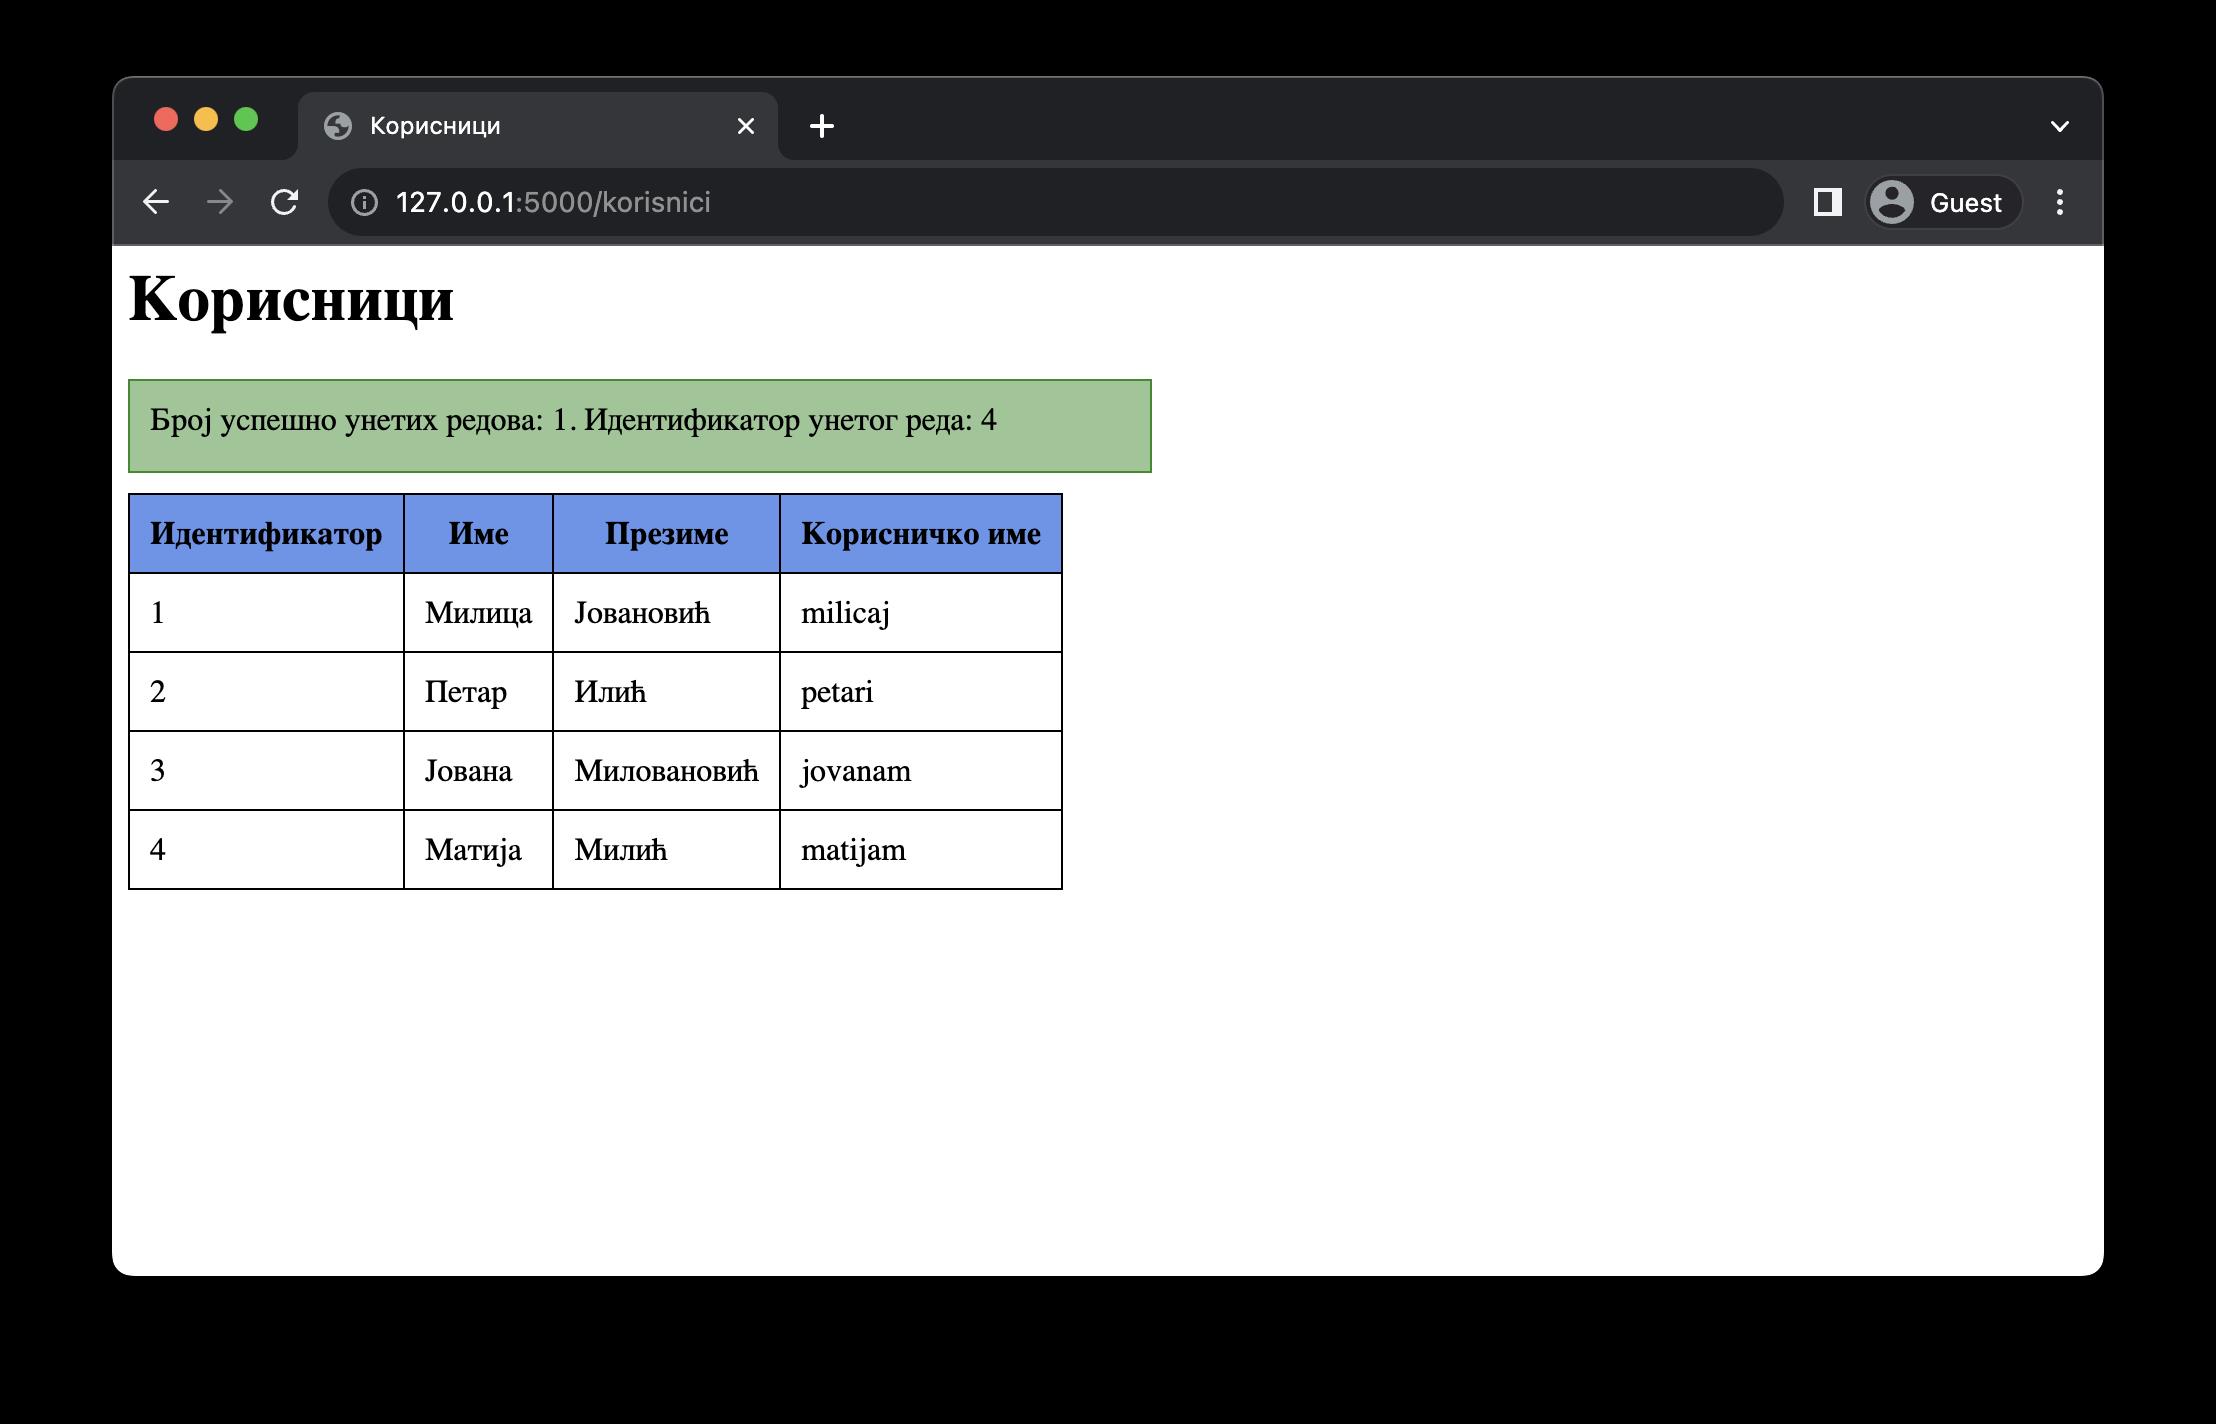 Корисници
127.0.0.1:5000/korisnici
Guest
Корисници
Број успешно унетих редова: 1. Идентификатор унетог реда: 4
Идентификатор Име Презиме Корисничко име
1 Милица Јовановић milicaj
2 Петар Илић petari
3 Јована Миловановић jovanam
4 Матија Милић matijam